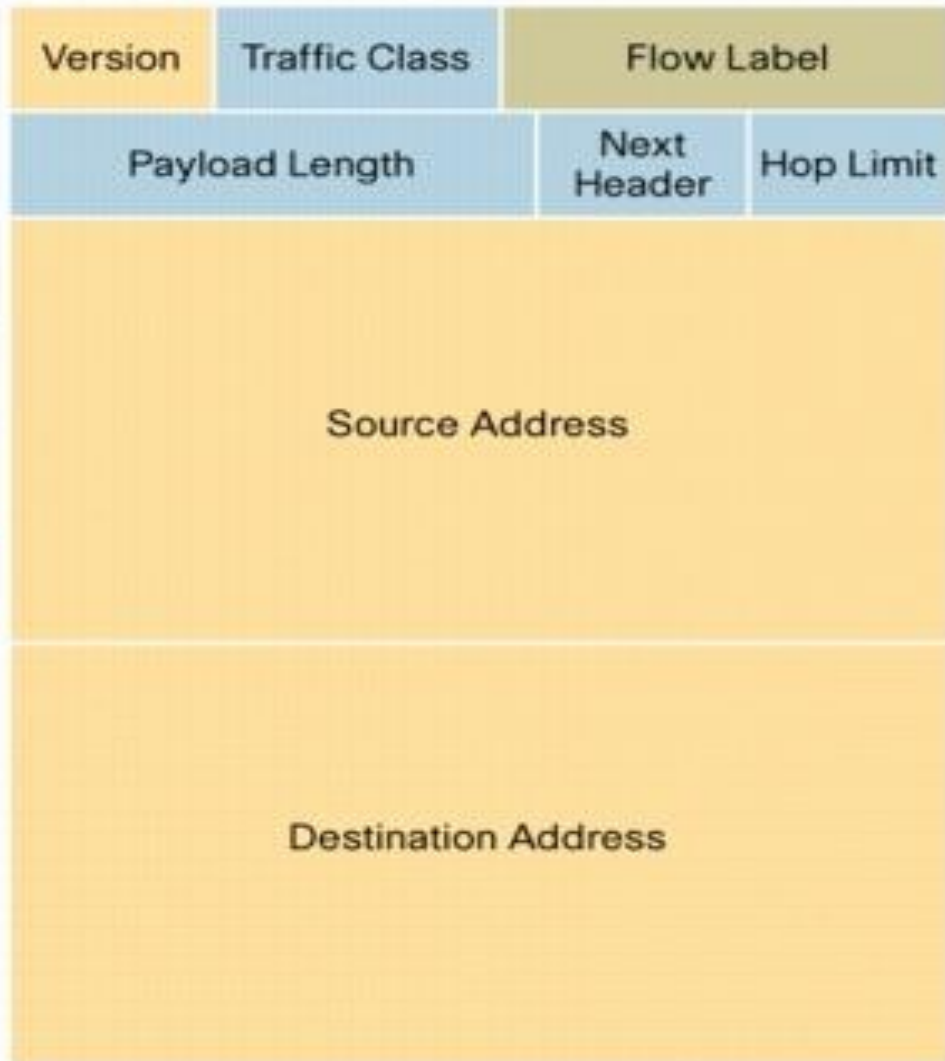 Version Traffic Class Flow Label
Payload Length Next Header Hop Limit
Source Address
Destination Address